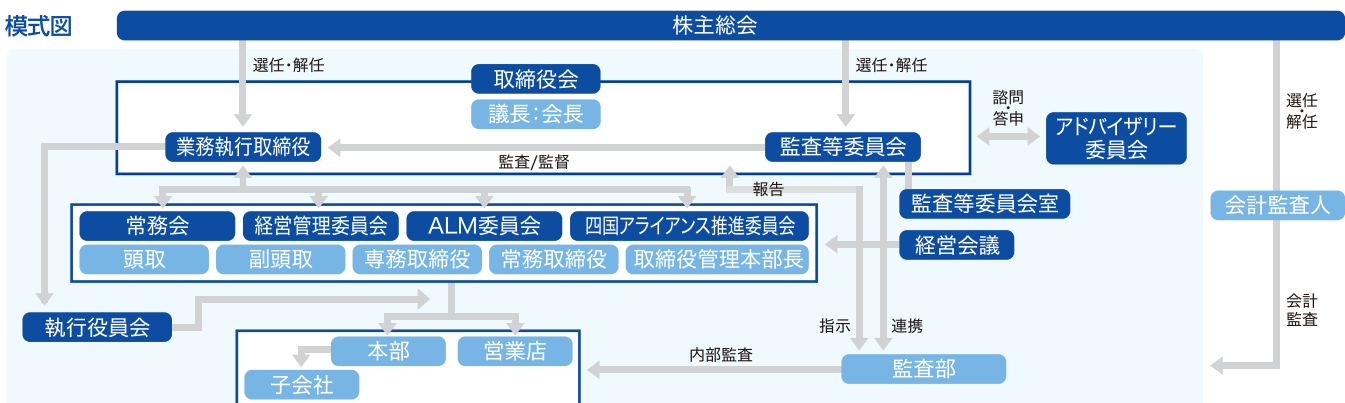 模式図
株主総会
選任・解任
選任・解任
取締役会
議長：会長
諮問・答申
選任・解任
業務執行取締役
監査等委員会
アドバイザリー
委員会
監査/監督
報告
監査等委員会室
会計監査人
常務会
経営管理委員会
ALM委員会
四国アライアンス推進委員会
経営会議
頭取
副頭取
専務取締役
常務取締役
取締役管理本部長
会計
監査
執行役員会
指示
連携
本部
営業店
内部監査
監査部
子会社